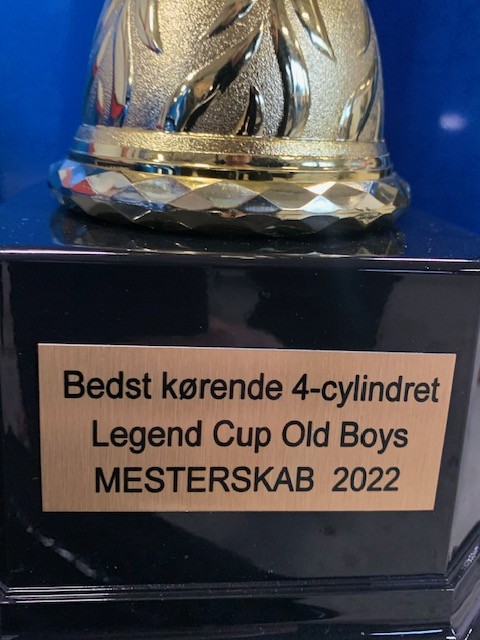 Bedst kørende 4-cylindret
Legend Cup Old Boys
MESTERSKAB 2022